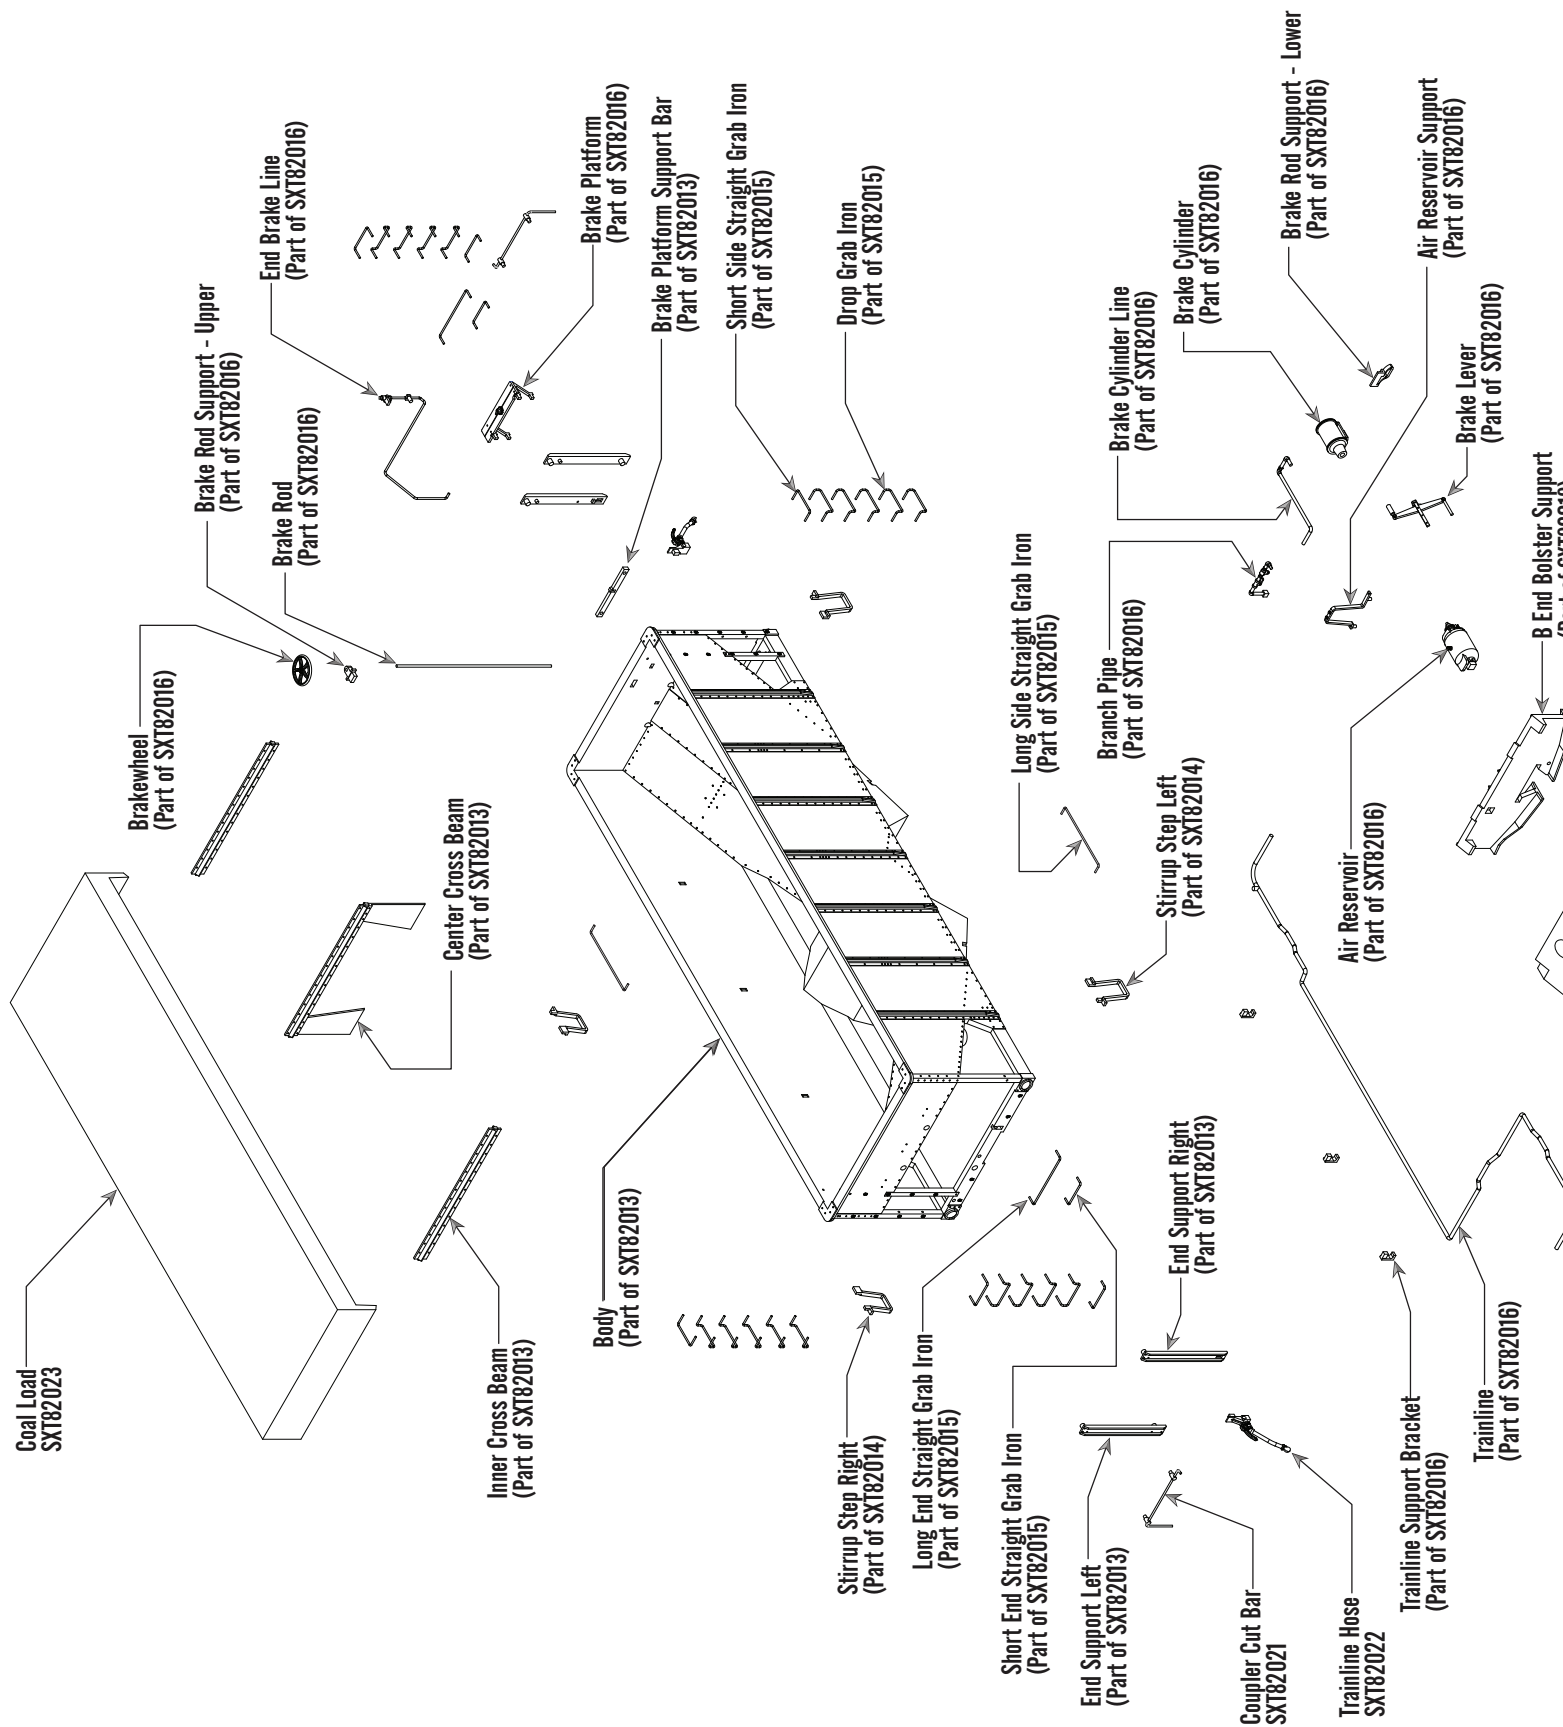 Coal Load
SXT82023
Inner Cross Beam
(Part of SXT82013)
Center Cross Beam
(Part of SXT82013)
Brakewheel
(Part of SXT82016)
Brake Rod Support - Upper
(Part of SXT82016)
Brake Rod
(Part of SXT82016)
End Brake Line
(Part of SXT82016)
Body
(Part of SXT82013)
Brake Platform
(Part of SXT82016)
Brake Platform Support Bar
(Part of SXT82013)
Short Side Straight Grab Iron
(Part of SXT82015)
Drop Grab Iron
(Part of SXT82015)
Stirrup Step Right
(Part of SXT82014)
Long End Straight Grab Iron
(Part of SXT82015)
Short End Straight Grab Iron
(Part of SXT82015)
End Support Left
(Part of SXT82013)
End Support Right
(Part of SXT82013)
Long Side Straight Grab Iron
(Part of SXT82015)
Stirrup Step Left
(Part of SXT82014)
Branch Pipe
(Part of SXT82016)
Brake Cylinder Line
(Part of SXT82016)
Brake Cylinder
(Part of SXT82016)
Brake Rod Support - Lower
(Part of SXT82016)
Air Reservoir Support
(Part of SXT82016)
Brake Lever
(Part of SXT82016)
Air Reservoir
(Part of SXT82016)
Coupler Cut Bar
SXT82021
Trainline Hose
SXT82022
Trainline Support Bracket
(Part of SXT82016)
Trainline
(Part of SXT82016)
B End Bolster Support